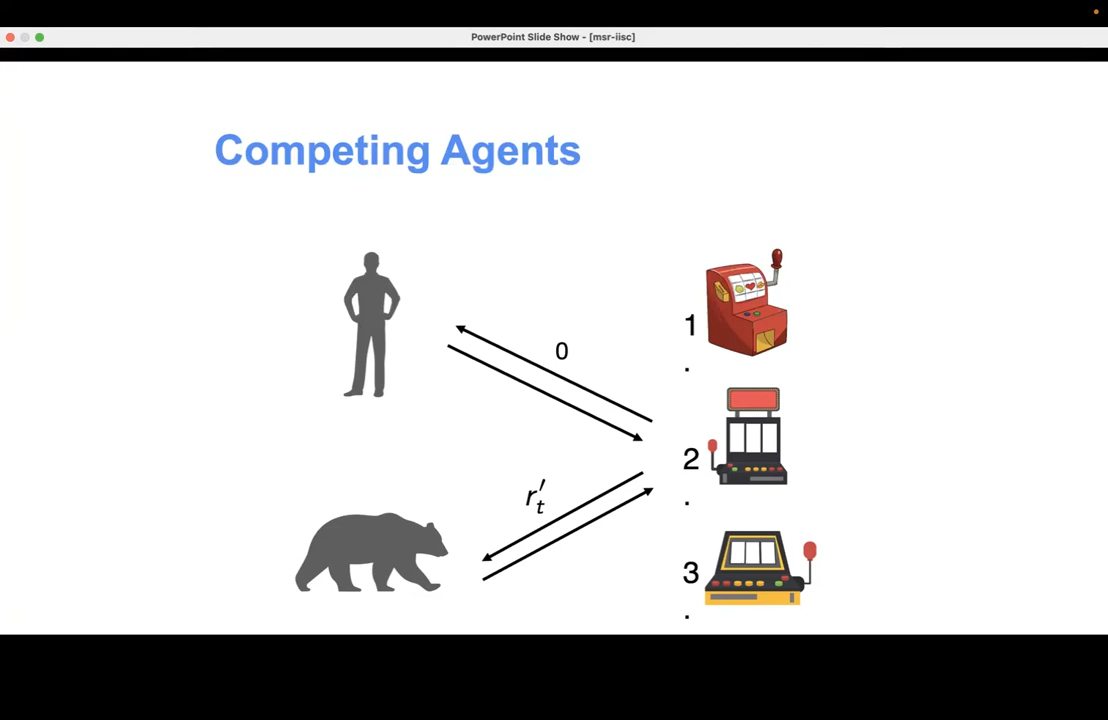 PowerPoint Slide Show - [msr-iisc]
Competing Agents
0
1
.
2
.
r′t
3
.